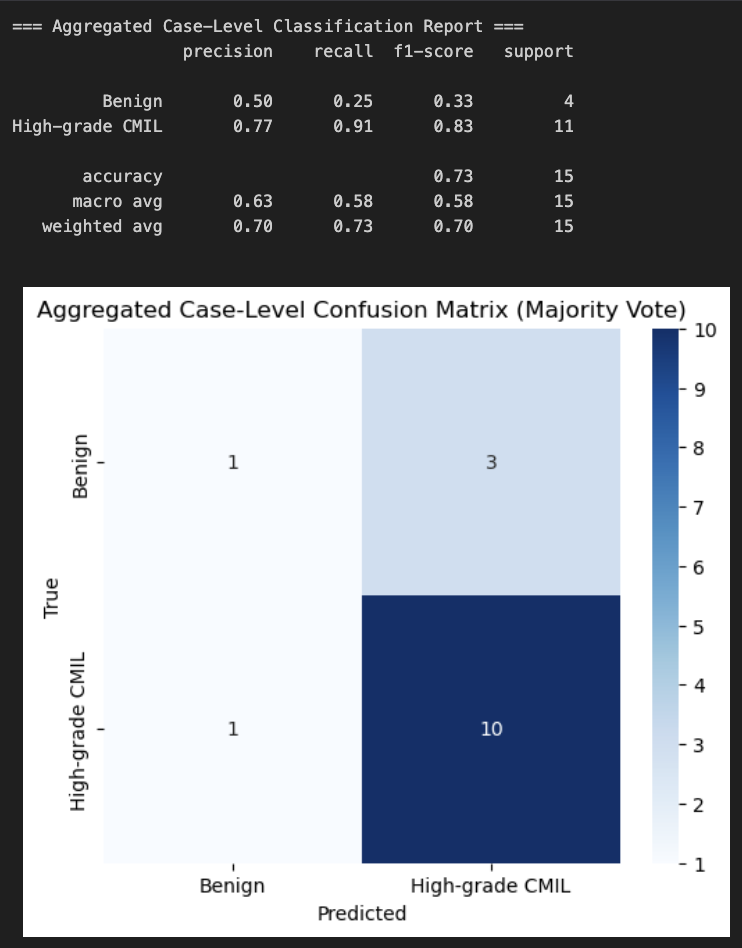 === Aggregated Case-Level Classification Report ===
precision recall f1-score support
Benign 0.50 0.25 0.33 4
High-grade CMIL 0.77 0.91 0.83 11
accuracy 0.73 15
macro avg 0.63 0.58 0.58 15
weighted avg 0.70 0.73 0.70 15
Aggregated Case-Level Confusion Matrix (Majority Vote)
10
9
8
7
6
5
4
3
2
1
True
Benign
1 3
High-grade CMIL
1 10
Benign High-grade CMIL
Predicted